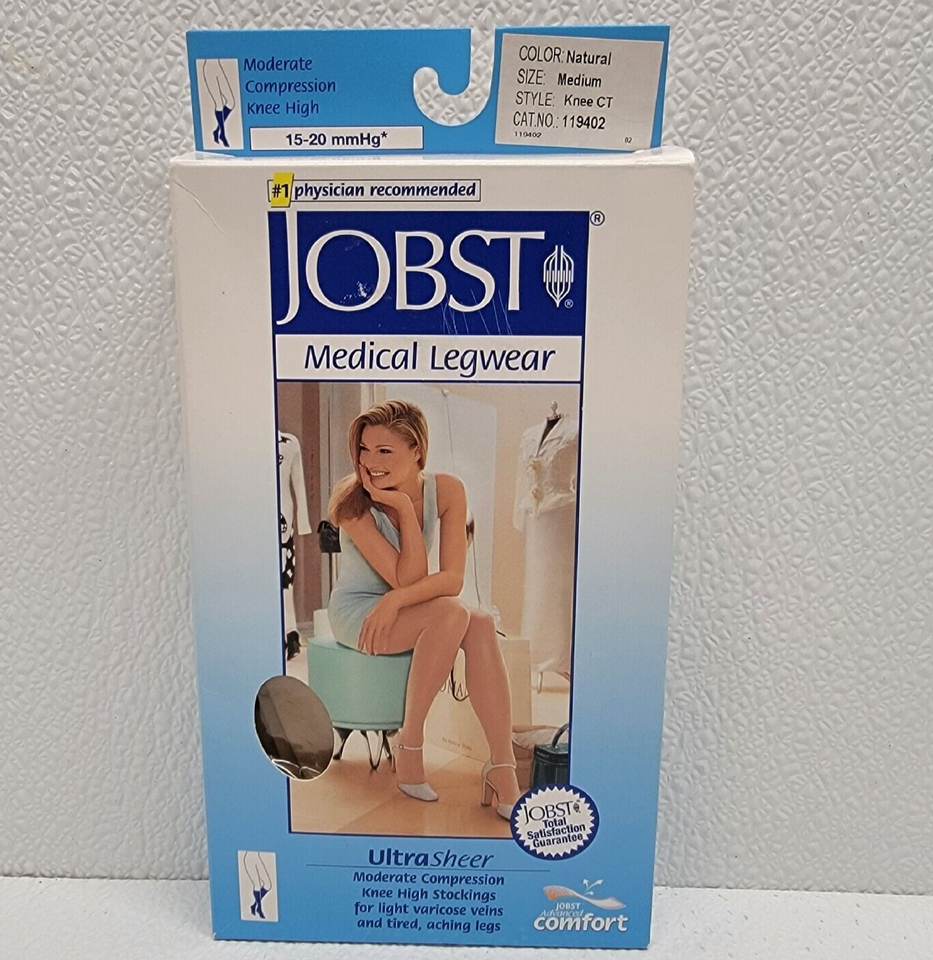 Moderate
Compression
Knee High
15-20 mmHg*
COLOR: Natural
SIZE: Medium
STYLE: Knee CT
CAT.NO.: 119402
119402 02
#1 physician recommended
JOBST®
®
Medical Legwear
JOBST
Total
Satisfaction
Guarantee
UltraSheer
Moderate Compression
Knee High Stockings
for light varicose veins
and tired, aching legs
JOBST
Advanced
comfort